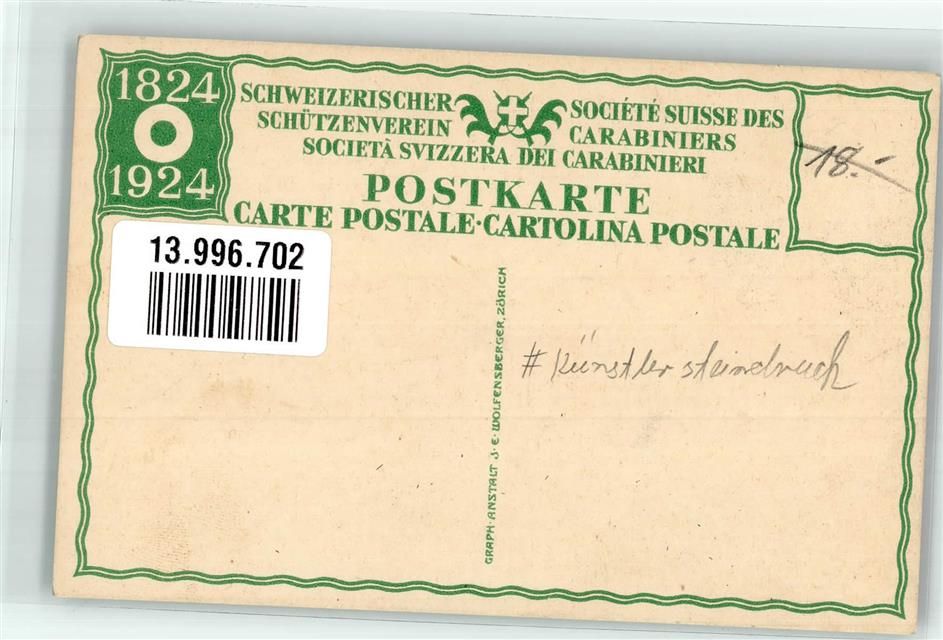 1824
1924
SCHWEIZERISCHER
SCHÜTZENVEREIN
SOCIÉTÉ SUISSE DES
CARABINIERS
SOCIETÀ SVIZZERA DEI CARABINIERI
POSTKARTE
CARTE POSTALE·CARTOLINA POSTALE
18.-
13.996.702
GRAPH·ANSTALT J·E·WOLFENSBERGER, ZÜRICH
# Künstler steindruck